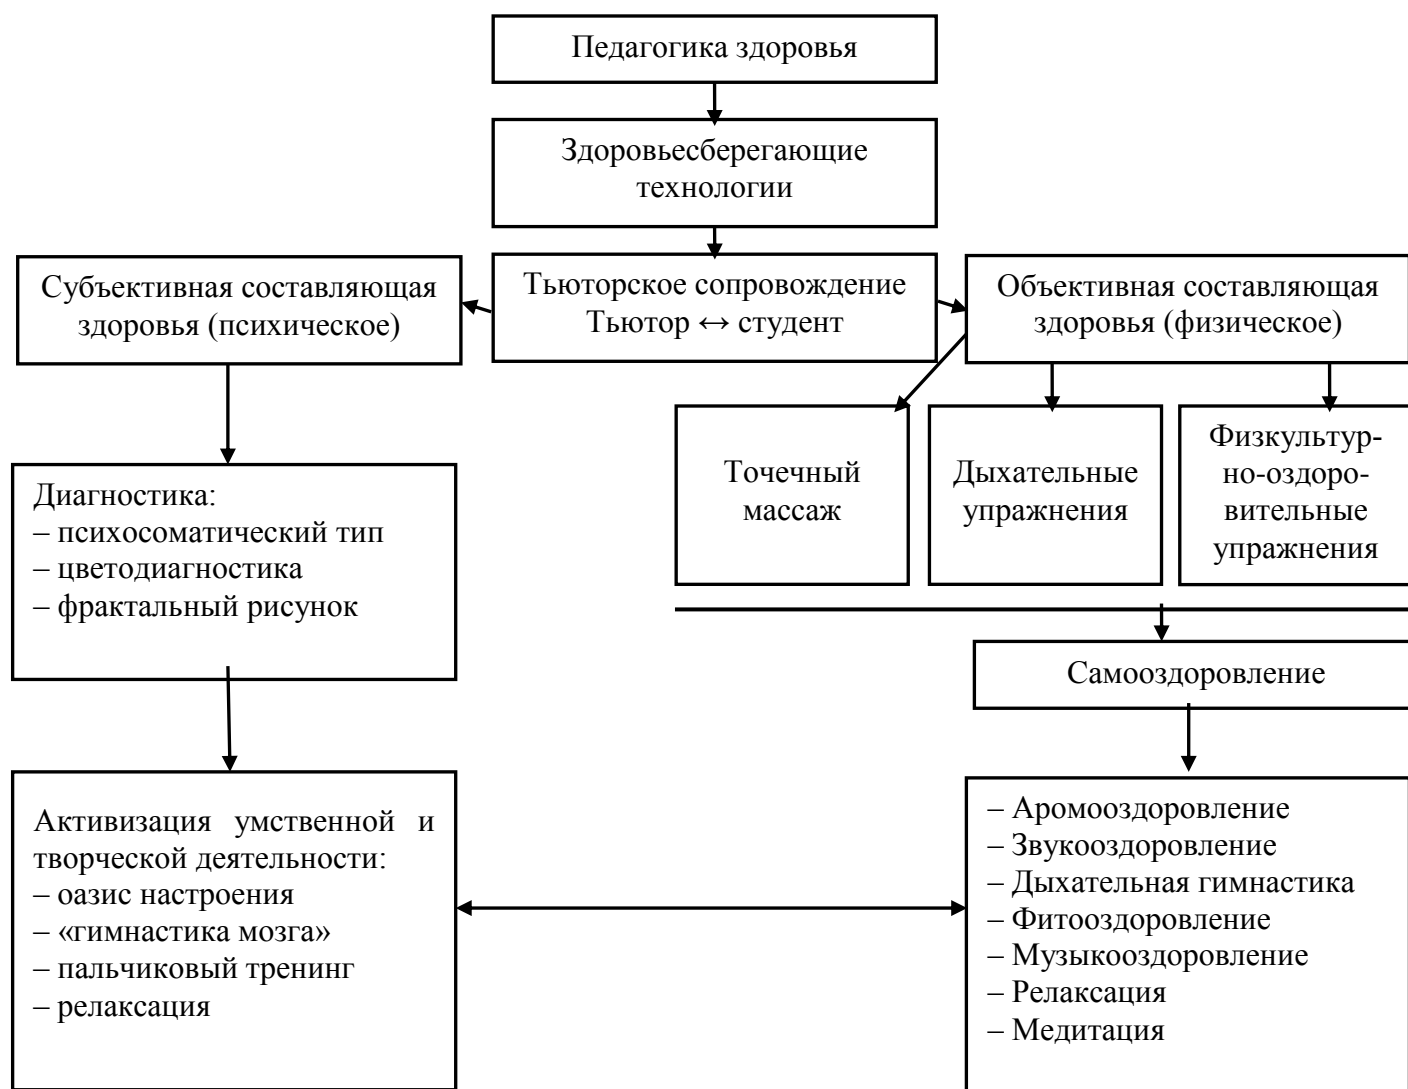 Педагогика здоровья
Здоровьесберегающие
технологии
Субъективная составляющая
здоровья (психическое)
Тьюторское сопровождение
Тьютор ↔ студент
Объективная составляющая
здоровья (физическое)
Точечный
массаж
Дыхательные
упражнения
Физкультур-
но-оздоро-
вительные
упражнения
Диагностика:
– психосоматический тип
– цветодиагностика
– фрактальный рисунок
Самооздоровление
Активизация умственной и
творческой деятельности:
– оазис настроения
– «гимнастика мозга»
– пальчиковый тренинг
– релаксация
– Аромооздоровление
– Звукооздоровление
– Дыхательная гимнастика
– Фитооздоровление
– Музыкооздоровление
– Релаксация
– Медитация